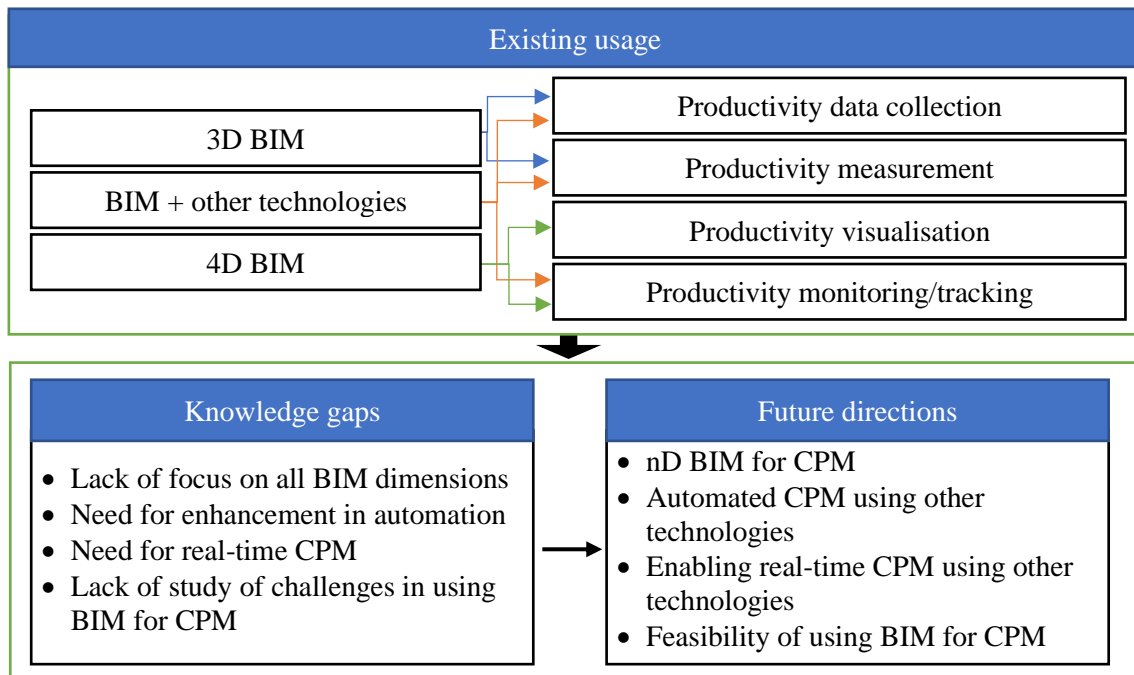 Existing usage
3D BIM
BIM + other technologies
4D BIM
Productivity data collection
Productivity measurement
Productivity visualisation
Productivity monitoring/tracking
Knowledge gaps
• Lack of focus on all BIM dimensions
• Need for enhancement in automation
• Need for real-time CPM
• Lack of study of challenges in using
BIM for CPM
Future directions
• nD BIM for CPM
• Automated CPM using other
technologies
• Enabling real-time CPM using other
technologies
• Feasibility of using BIM for CPM